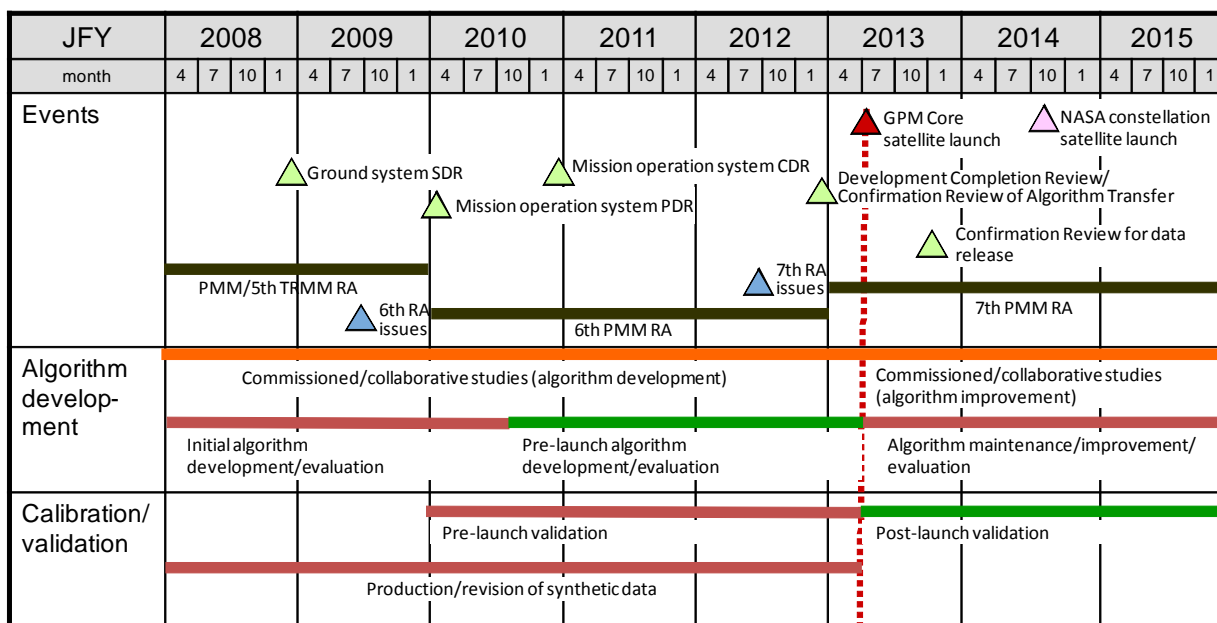 JFY 2008 2009 2010 2011 2012 2013 2014 2015
month 4 7 10 1 4 7 10 1 4 7 10 1 4 7 10 1 4 7 10 1 4 7 10 1 4 7 10 1 4 7 10 1
Events
GPM Core
satellite launch
NASA constellation
satellite launch
Ground system SDR
Mission operation system CDR
Development Completion Review/
Confirmation Review of Algorithm Transfer
Mission operation system PDR
Confirmation Review for data
release
PMM/5th TRMM RA
7th RA
issues
6th RA
issues
6th PMM RA
7th PMM RA
Algorithm
develop-
ment
Commissioned/collaborative studies (algorithm development)
Commissioned/collaborative studies
(algorithm improvement)
Initial algorithm
development/evaluation
Pre-launch algorithm
development/evaluation
Algorithm maintenance/improvement/
evaluation
Calibration/
validation
Pre-launch validation
Post-launch validation
Production/revision of synthetic data